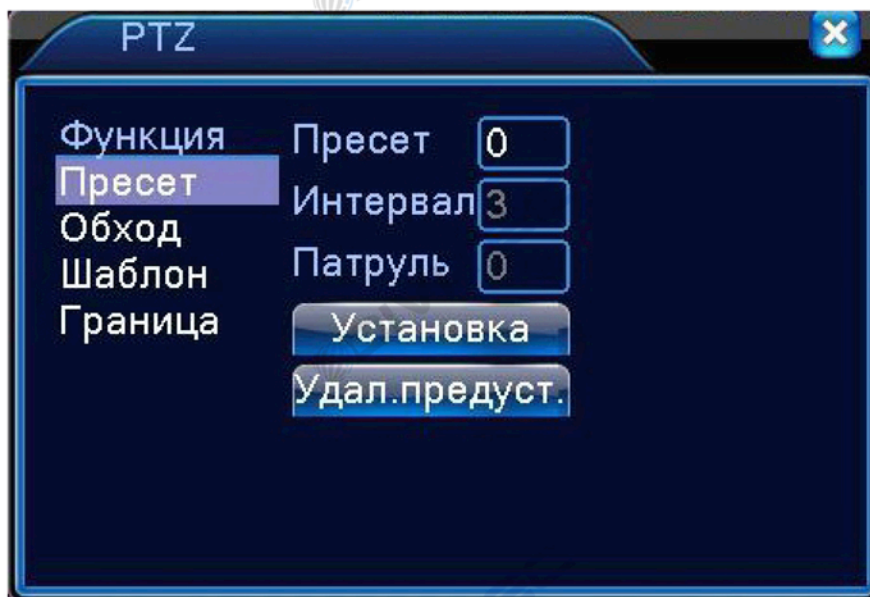 PTZ
Функция
Пресет
Обход
Шаблон
Граница
Пресет 0
Интервал 3
Патруль 0
Установка
Удал.предуст.